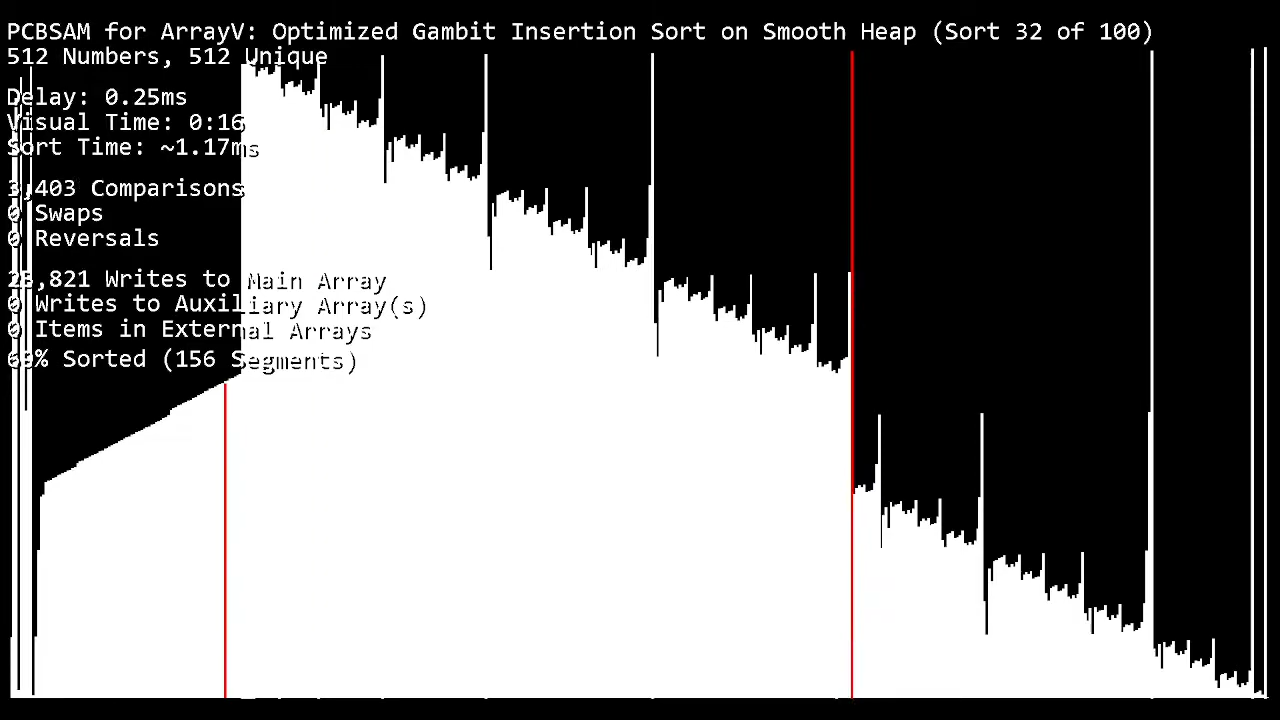 PCBSAM for ArrayV: Optimized Gambit Insertion Sort on Smooth Heap (Sort 32 of 100)
512 Numbers, 512 Unique
Delay: 0.25ms
Visual Time: 0:16
Sort Time: ~1.17ms
3,403 Comparisons
0 Swaps
0 Reversals
Writes to Main Array
0 Writes to Auxiliary Array(s)
0 Items in External Arrays
Sorted (156 Segments)